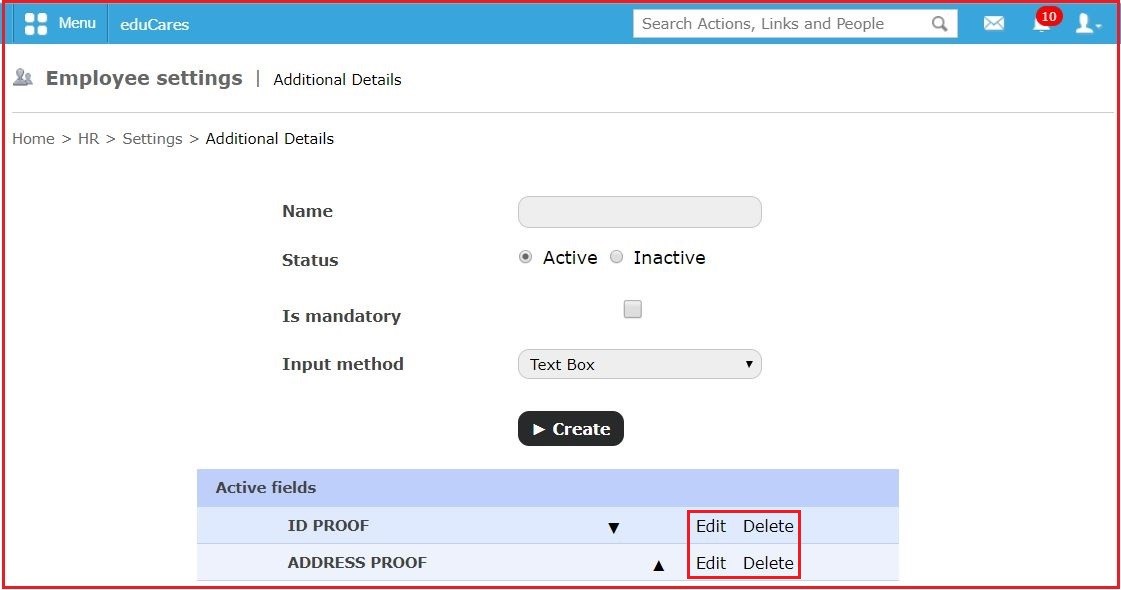 Menu eduCares Search Actions, Links and People 10
Employee settings | Additional Details
Home > HR > Settings > Additional Details
Name
Status Active Inactive
Is mandatory
Input method Text Box
Create
Active fields
ID PROOF Edit Delete
ADDRESS PROOF Edit Delete